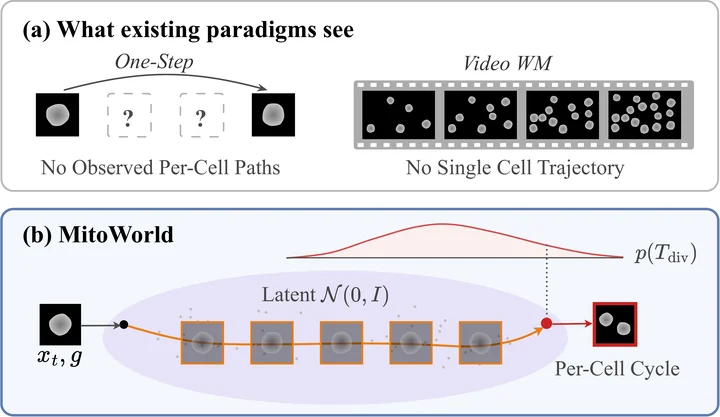 (a) What existing paradigms see
One-Step
? ?
No Observed Per-Cell Paths
Video WM
No Single Cell Trajectory
(b) MitoWorld
p(T_div)
Latent 𝒩(0, I)
x_t, g
Per-Cell Cycle